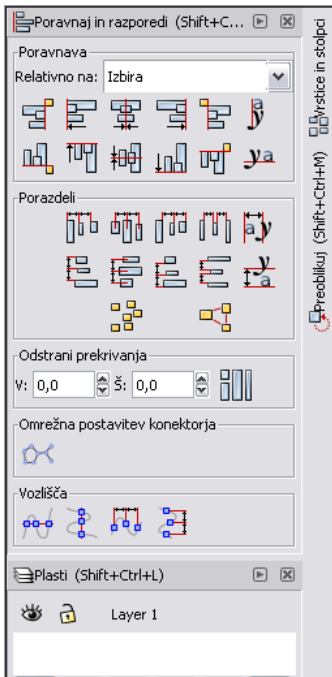 Poravnaj in razporedi (Shift+C...
Poravnava
Relativno na: Izbira
Porazdeli
Odstrani prekrivanja
V: 0,0 Š: 0,0
Omrežna postavitev konektorja
Vozlišča
Plasti (Shift+Ctrl+L)
Layer 1
Vrstice in stolpci
Preoblikuj (Shift+Ctrl+M)